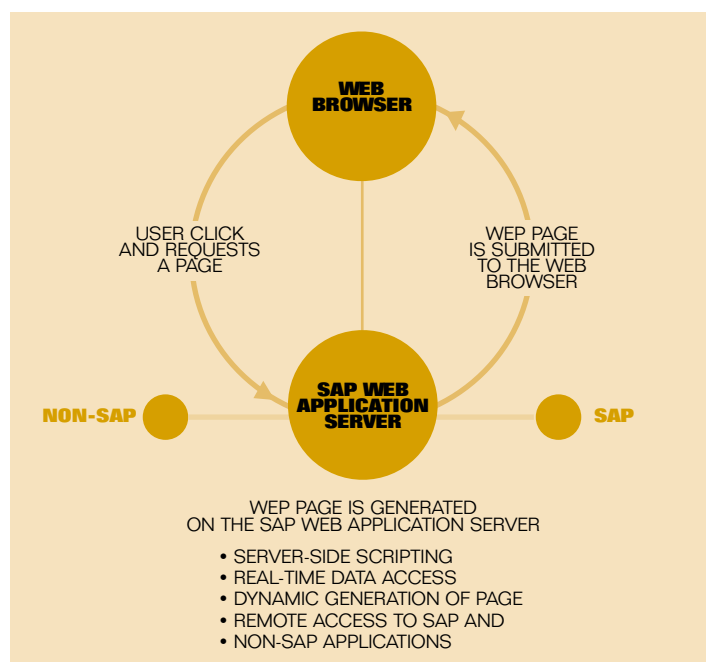 WEB
BROWSER
USER CLICK
AND REQUESTS
A PAGE
WEP PAGE
IS SUBMITTED
TO THE WEB
BROWSER
NON-SAP
SAP WEB
APPLICATION
SERVER
SAP
WEP PAGE IS GENERATED
ON THE SAP WEB APPLICATION SERVER
• SERVER-SIDE SCRIPTING
• REAL-TIME DATA ACCESS
• DYNAMIC GENERATION OF PAGE
• REMOTE ACCESS TO SAP AND
• NON-SAP APPLICATIONS